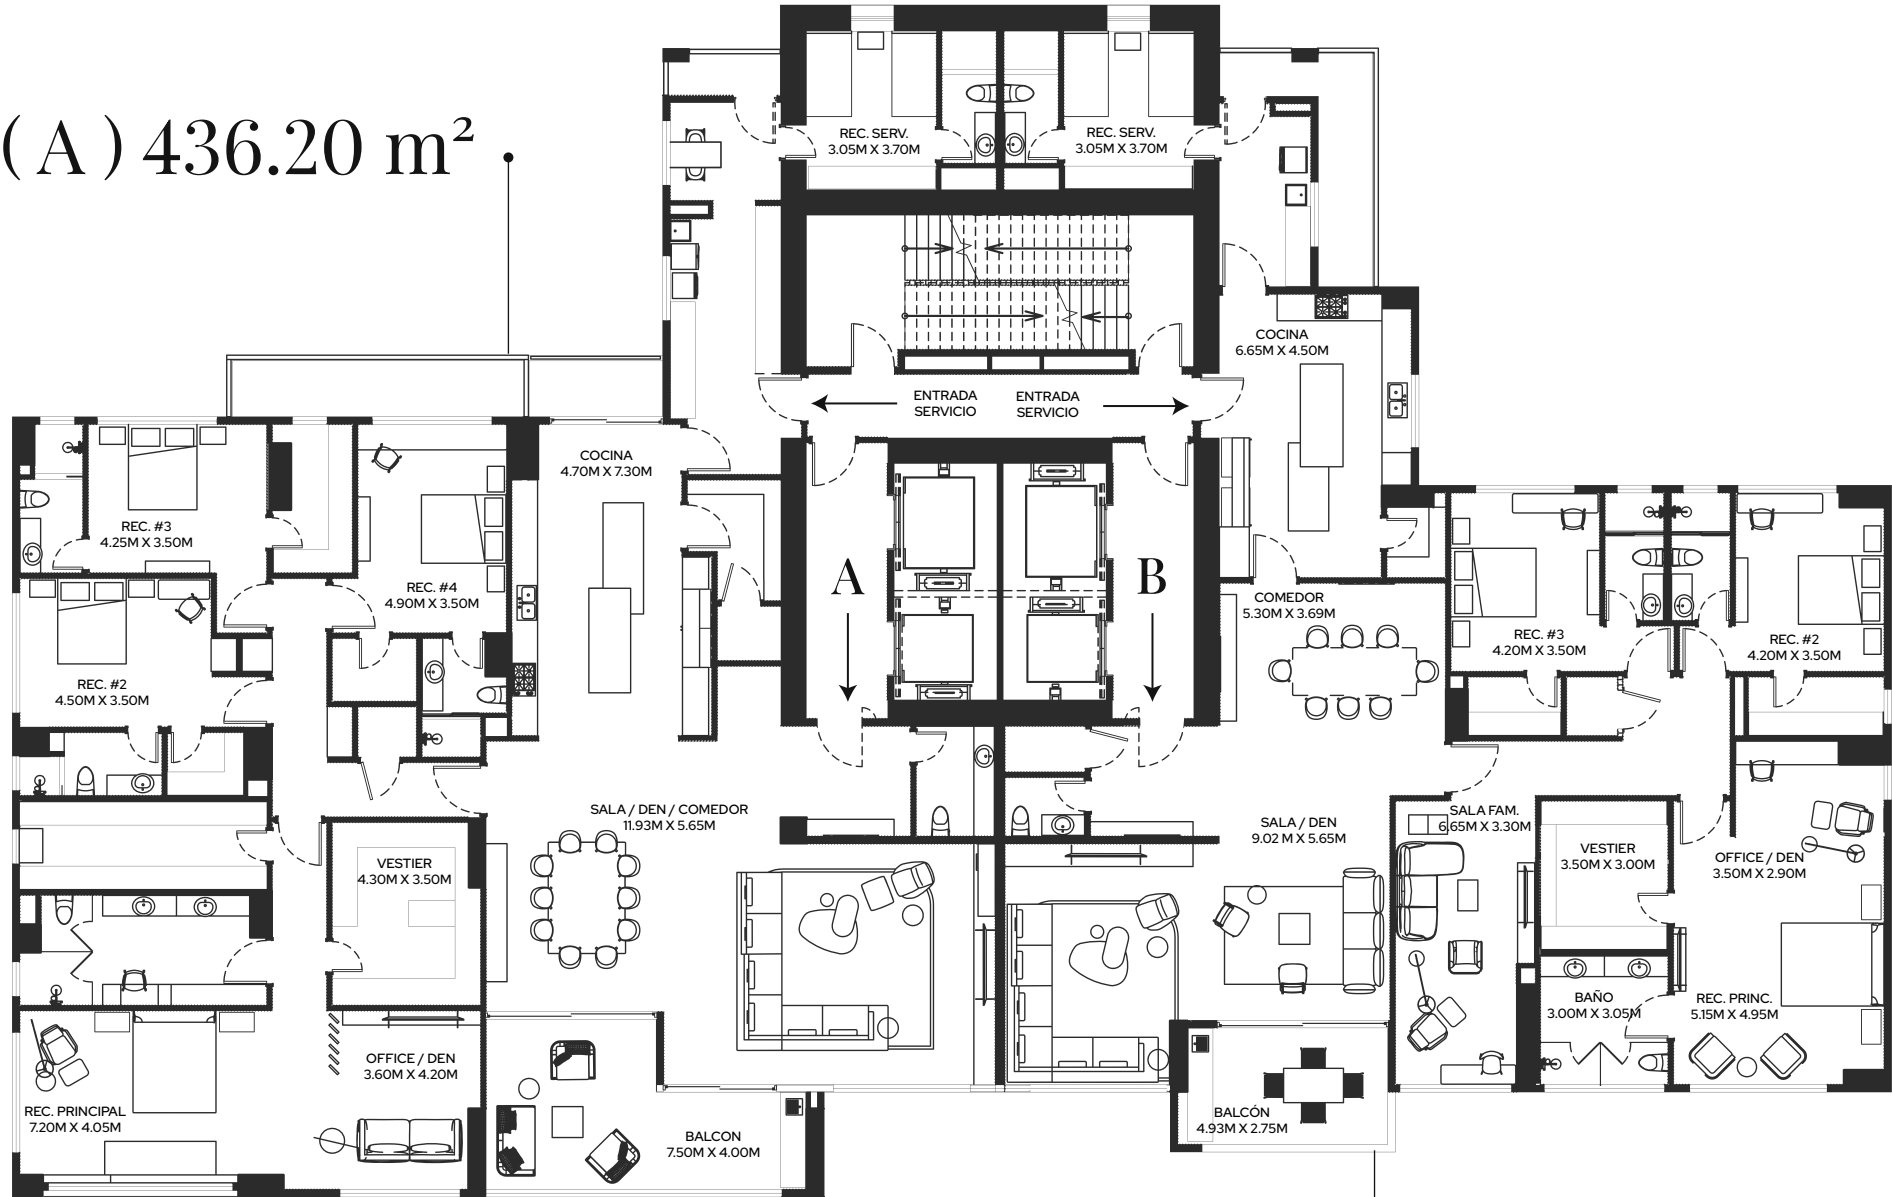 ( A ) 436.20 m²
REC. SERV.
3.05M X 3.70M
REC. SERV.
3.05M X 3.70M
COCINA
6.65M X 4.50M
ENTRADA
SERVICIO
ENTRADA
SERVICIO
COCINA
4.70M X 7.30M
REC. #3
4.25M X 3.50M
REC. #4
4.90M X 3.50M
A
B
COMEDOR
5.30M X 3.69M
REC. #3
4.20M X 3.50M
REC. #2
4.20M X 3.50M
REC. #2
4.50M X 3.50M
SALA / DEN / COMEDOR
11.93M X 5.65M
SALA / DEN
9.02 M X 5.65M
SALA FAM.
6.65M X 3.30M
VESTIER
4.30M X 3.50M
VESTIER
3.50M X 3.00M
OFFICE / DEN
3.50M X 2.90M
BAÑO
3.00M X 3.05M
REC. PRINC.
5.15M X 4.95M
OFFICE / DEN
3.60M X 4.20M
REC. PRINCIPAL
7.20M X 4.05M
BALCON
7.50M X 4.00M
BALCÓN
4.93M X 2.75M